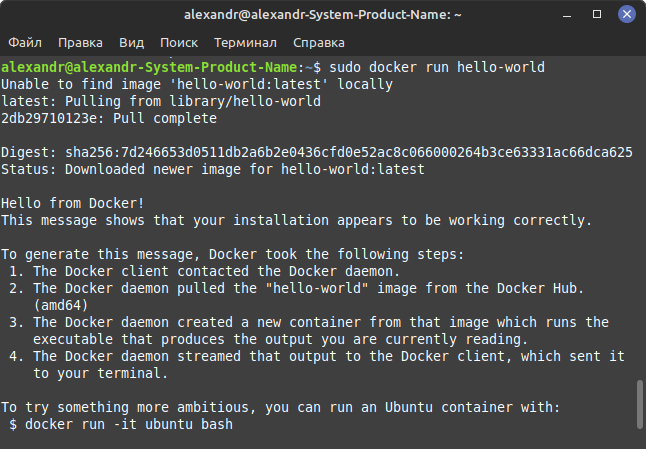 alexandr@alexandr-System-Product-Name: ~
Файл Правка Вид Поиск Терминал Справка
alexandr@alexandr-System-Product-Name:~$ sudo docker run hello-world
Unable to find image 'hello-world:latest' locally
latest: Pulling from library/hello-world
2db29710123e: Pull complete
Digest: sha256:7d246653d0511db2a6b2e0436cfd0e52ac8c066000264b3ce63331ac66dca625
Status: Downloaded newer image for hello-world:latest
Hello from Docker!
This message shows that your installation appears to be working correctly.
To generate this message, Docker took the following steps:
1. The Docker client contacted the Docker daemon.
2. The Docker daemon pulled the "hello-world" image from the Docker Hub.
(amd64)
3. The Docker daemon created a new container from that image which runs the
executable that produces the output you are currently reading.
4. The Docker daemon streamed that output to the Docker client, which sent it
to your terminal.
To try something more ambitious, you can run an Ubuntu container with:
$ docker run -it ubuntu bash